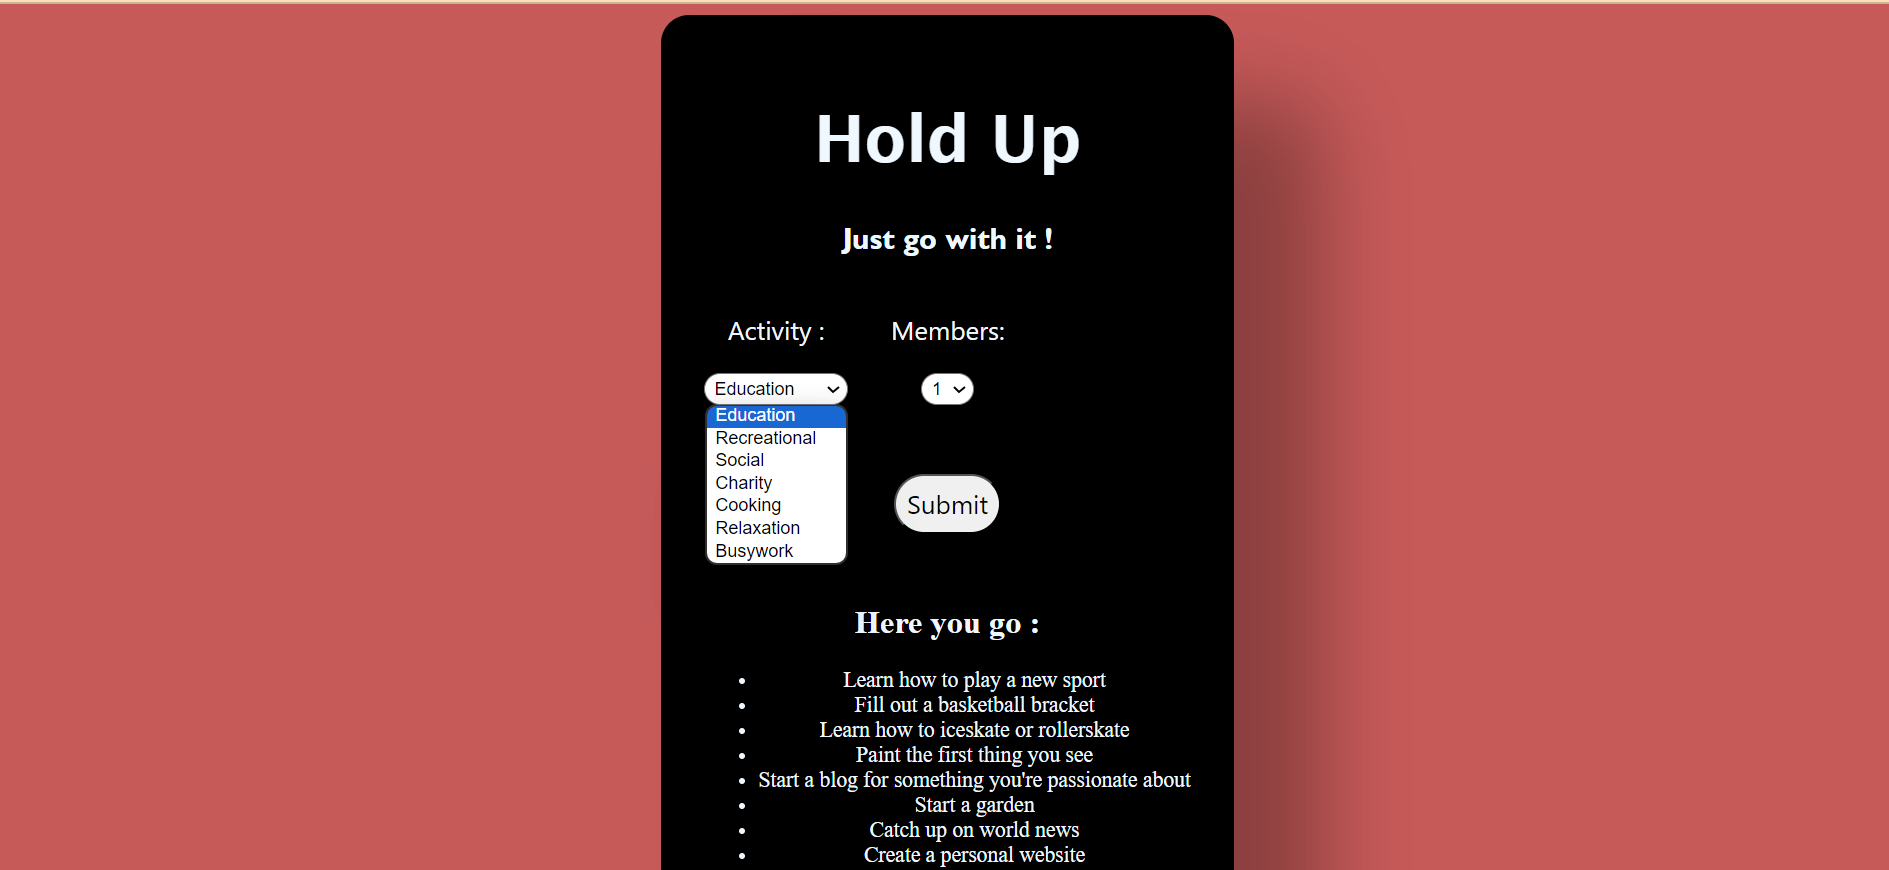 Hold Up
Just go with it !
Activity :
Members:
Education
1
Education
Recreational
Social
Charity
Cooking
Relaxation
Busywork
Submit
Here you go :
• Learn how to play a new sport
• Fill out a basketball bracket
• Learn how to iceskate or rollerskate
• Paint the first thing you see
• Start a blog for something you're passionate about
• Start a garden
• Catch up on world news
• Create a personal website